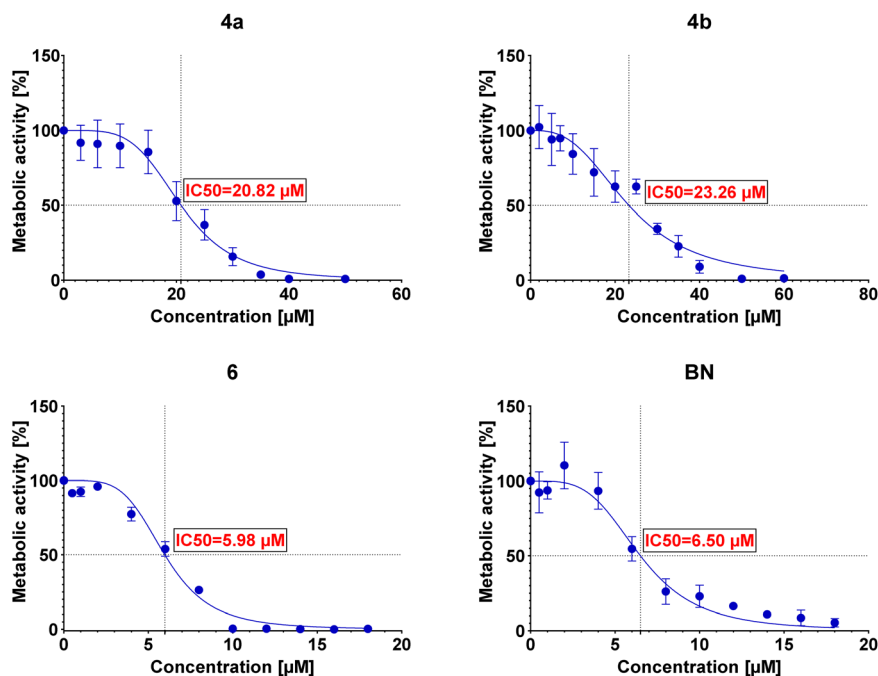 4a
Metabolic activity [%]
150
100
50
0
IC50=20.82 µM
0 20 40 60
Concentration [µM]
4b
Metabolic activity [%]
150
100
50
0
IC50=23.26 µM
0 20 40 60 80
Concentration [µM]
6
Metabolic activity [%]
150
100
50
0
IC50=5.98 µM
0 5 10 15 20
Concentration [µM]
BN
Metabolic activity [%]
150
100
50
0
IC50=6.50 µM
0 5 10 15 20
Concentration [µM]